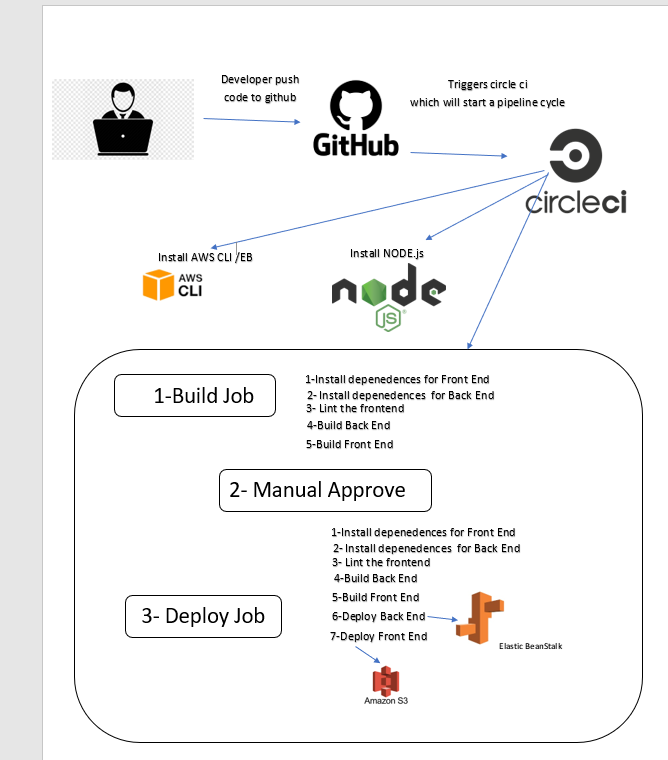 Developer push
code to github
Triggers circle ci
which will start a pipeline cycle
GitHub
circleci
Install AWS CLI /EB
AWS
CLI
Install NODE.js
node
JS
1-Build Job
1-Install depenedences for Front End
2- Install depenedences for Back End
3- Lint the frontend
4-Build Back End
5-Build Front End
2- Manual Approve
3- Deploy Job
1-Install depenedences for Front End
2- Install depenedences for Back End
3- Lint the frontend
4-Build Back End
5-Build Front End
6-Deploy Back End
7-Deploy Front End
Elastic BeanStalk
Amazon S3